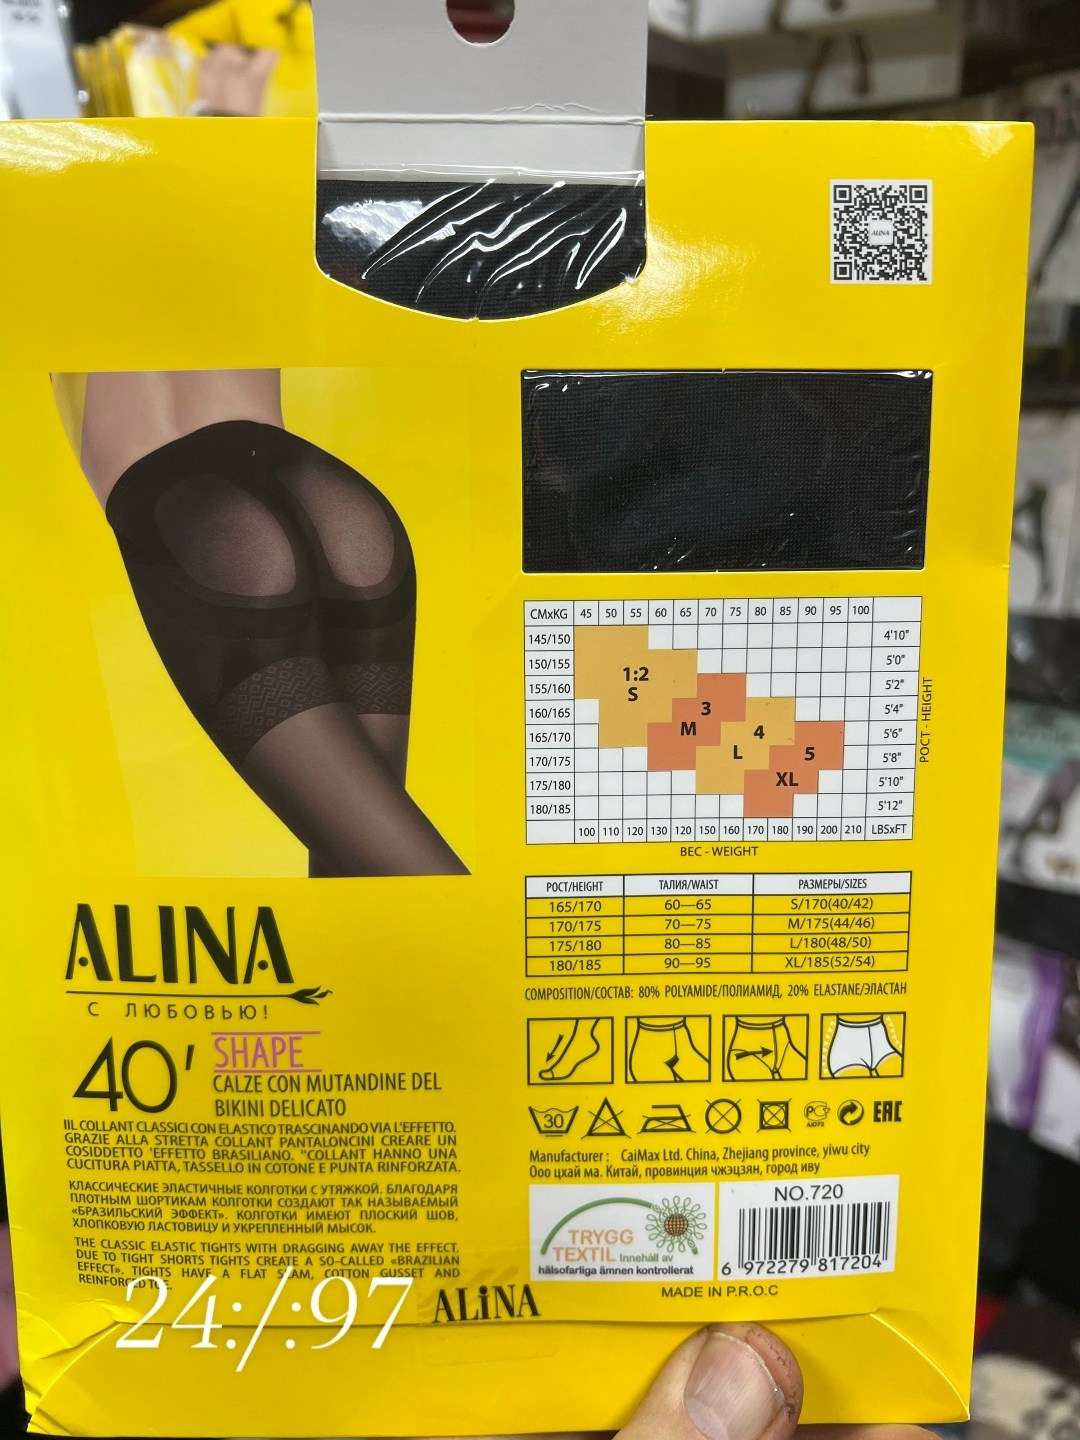 ALINA
CMxKG 45 50 55 60 65 70 75 80 85 90 95 100
145/150 4'10"
150/155 5'0"
155/160 5'2"
160/165 5'4"
165/170 5'6"
170/175 5'8"
175/180 5'10"
180/185 5'12"
1:2
S
3
M
4
L
5
XL
100 110 120 130 120 150 160 170 180 190 200 210 LBSxFT
РОСТ - HEIGHT
ВЕС - WEIGHT
РОСТ/HEIGHT ТАЛИЯ/WAIST РАЗМЕРЫ/SIZES
165/170 60—65 S/170(40/42)
170/175 70—75 M/175(44/46)
175/180 80—85 L/180(48/50)
180/185 90—95 XL/185(52/54)
COMPOSITION/СОСТАВ: 80% POLYAMIDE/ПОЛИАМИД, 20% ELASTANE/ЭЛАСТАН
ALINA
С ЛЮБОВЬЮ!
40' SHAPE
CALZE CON MUTANDINE DEL
BIKINI DELICATO
IIL COLLANT CLASSICI CON ELASTICO TRASCINANDO VIA L'EFFETTO.
GRAZIE ALLA STRETTA COLLANT PANTALONCINI CREARE UN
COSIDDETTO 'EFFETTO BRASILIANO. "COLLANT HANNO UNA
CUCITURA PIATTA, TASSELLO IN COTONE E PUNTA RINFORZATA.
КЛАССИЧЕСКИЕ ЭЛАСТИЧНЫЕ КОЛГОТКИ С УТЯЖКОЙ. БЛАГОДАРЯ
ПЛОТНЫМ ШОРТИКАМ КОЛГОТКИ СОЗДАЮТ ТАК НАЗЫВАЕМЫЙ
«БРАЗИЛЬСКИЙ ЭФФЕКТ». КОЛГОТКИ ИМЕЮТ ПЛОСКИЙ ШОВ,
ХЛОПКОВУЮ ЛАСТОВИЦУ И УКРЕПЛЕННЫЙ МЫСОК.
THE CLASSIC ELASTIC TIGHTS WITH DRAGGING AWAY THE EFFECT.
DUE TO TIGHT SHORTS TIGHTS CREATE A SO-CALLED «BRAZILIAN
EFFECT». TIGHTS HAVE A FLAT SEAM, COTTON GUSSET AND
REINFORCED TOE.
24:/:97
ALiNA
30 РС АЮ73 EAC
Manufacturer : CaiMax Ltd. China, Zhejiang province, yiwu city
Ооо цхай ма. Китай, провинция чжэцзян, город иву
TRYGG
TEXTIL Innehåll av
hälsofarliga ämnen kontrollerat
NO.720
6 972279 817204
MADE IN P.R.O.C